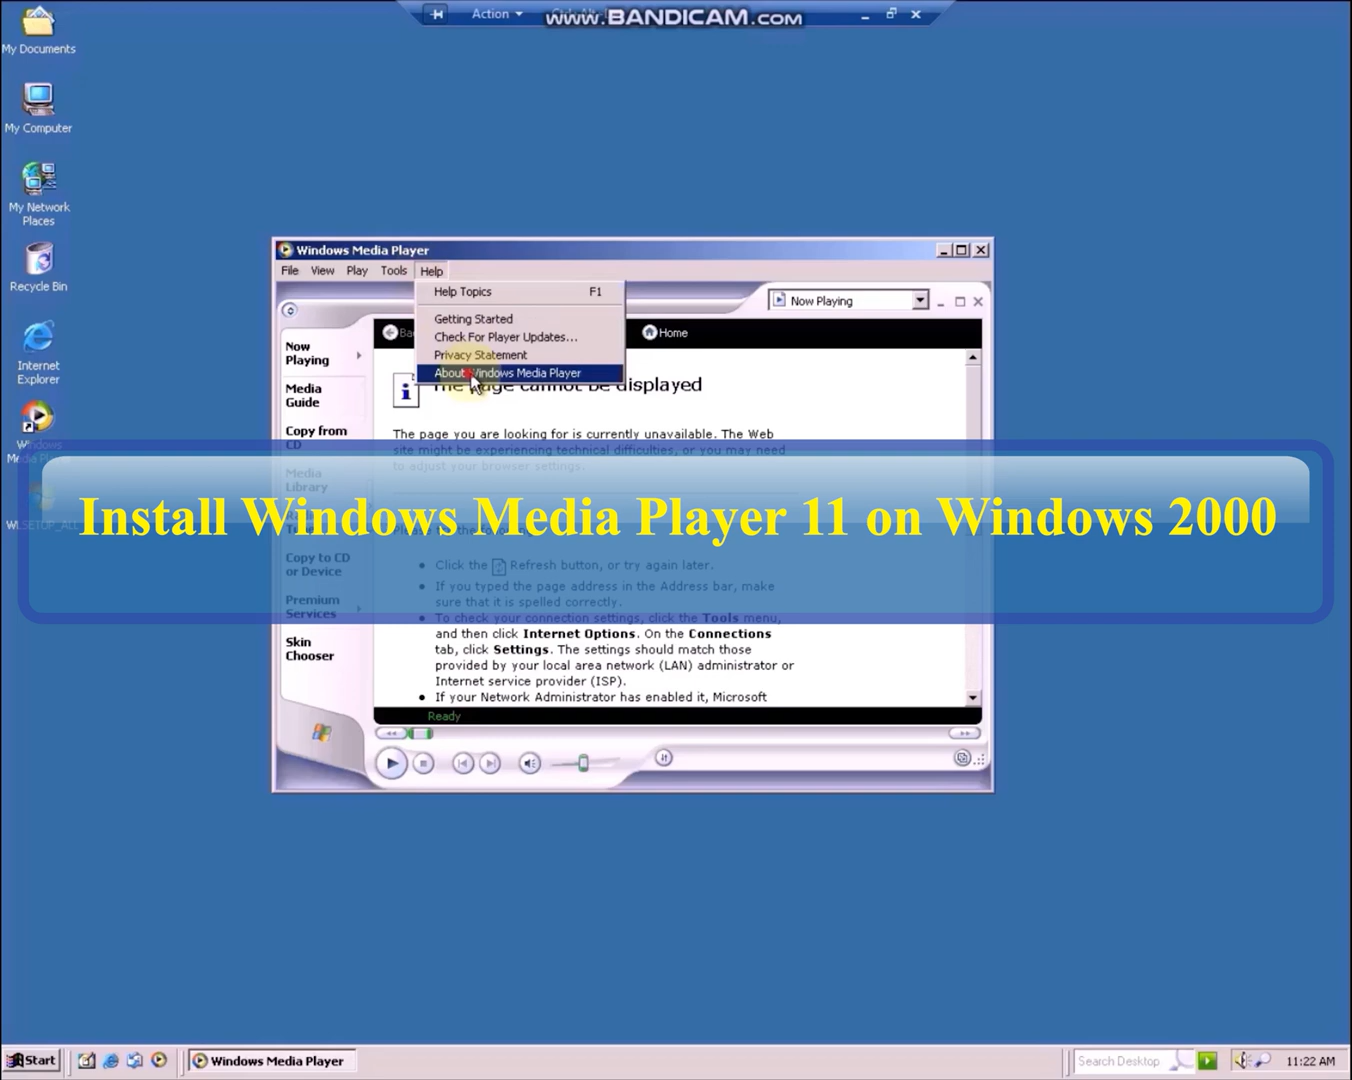 Action
www.BANDICAM.com
My Documents
My Computer
My Network
Places
Recycle Bin
Internet
Explorer
Windows Media Player
File View Play Tools Help
Help Topics F1
Getting Started
Check For Player Updates...
Privacy Statement
About Windows Media Player
Now Playing
Home
Now
Playing
Media
Guide
Copy from
CD
Media
Library
Copy to CD
or Device
Premium
Services
Skin
Chooser
The page cannot be displayed
The page you are looking for is currently unavailable. The Web
site might be experiencing technical difficulties, or you may need
to adjust your browser settings.
Install Windows Media Player 11 on Windows 2000
Click the Refresh button, or try again later.
If you typed the page address in the Address bar, make
sure that it is spelled correctly.
To check your connection settings, click the Tools menu,
and then click Internet Options. On the Connections
tab, click Settings. The settings should match those
provided by your local area network (LAN) administrator or
Internet service provider (ISP).
If your Network Administrator has enabled it, Microsoft
Ready
Start
Windows Media Player
Search Desktop
11:22 AM